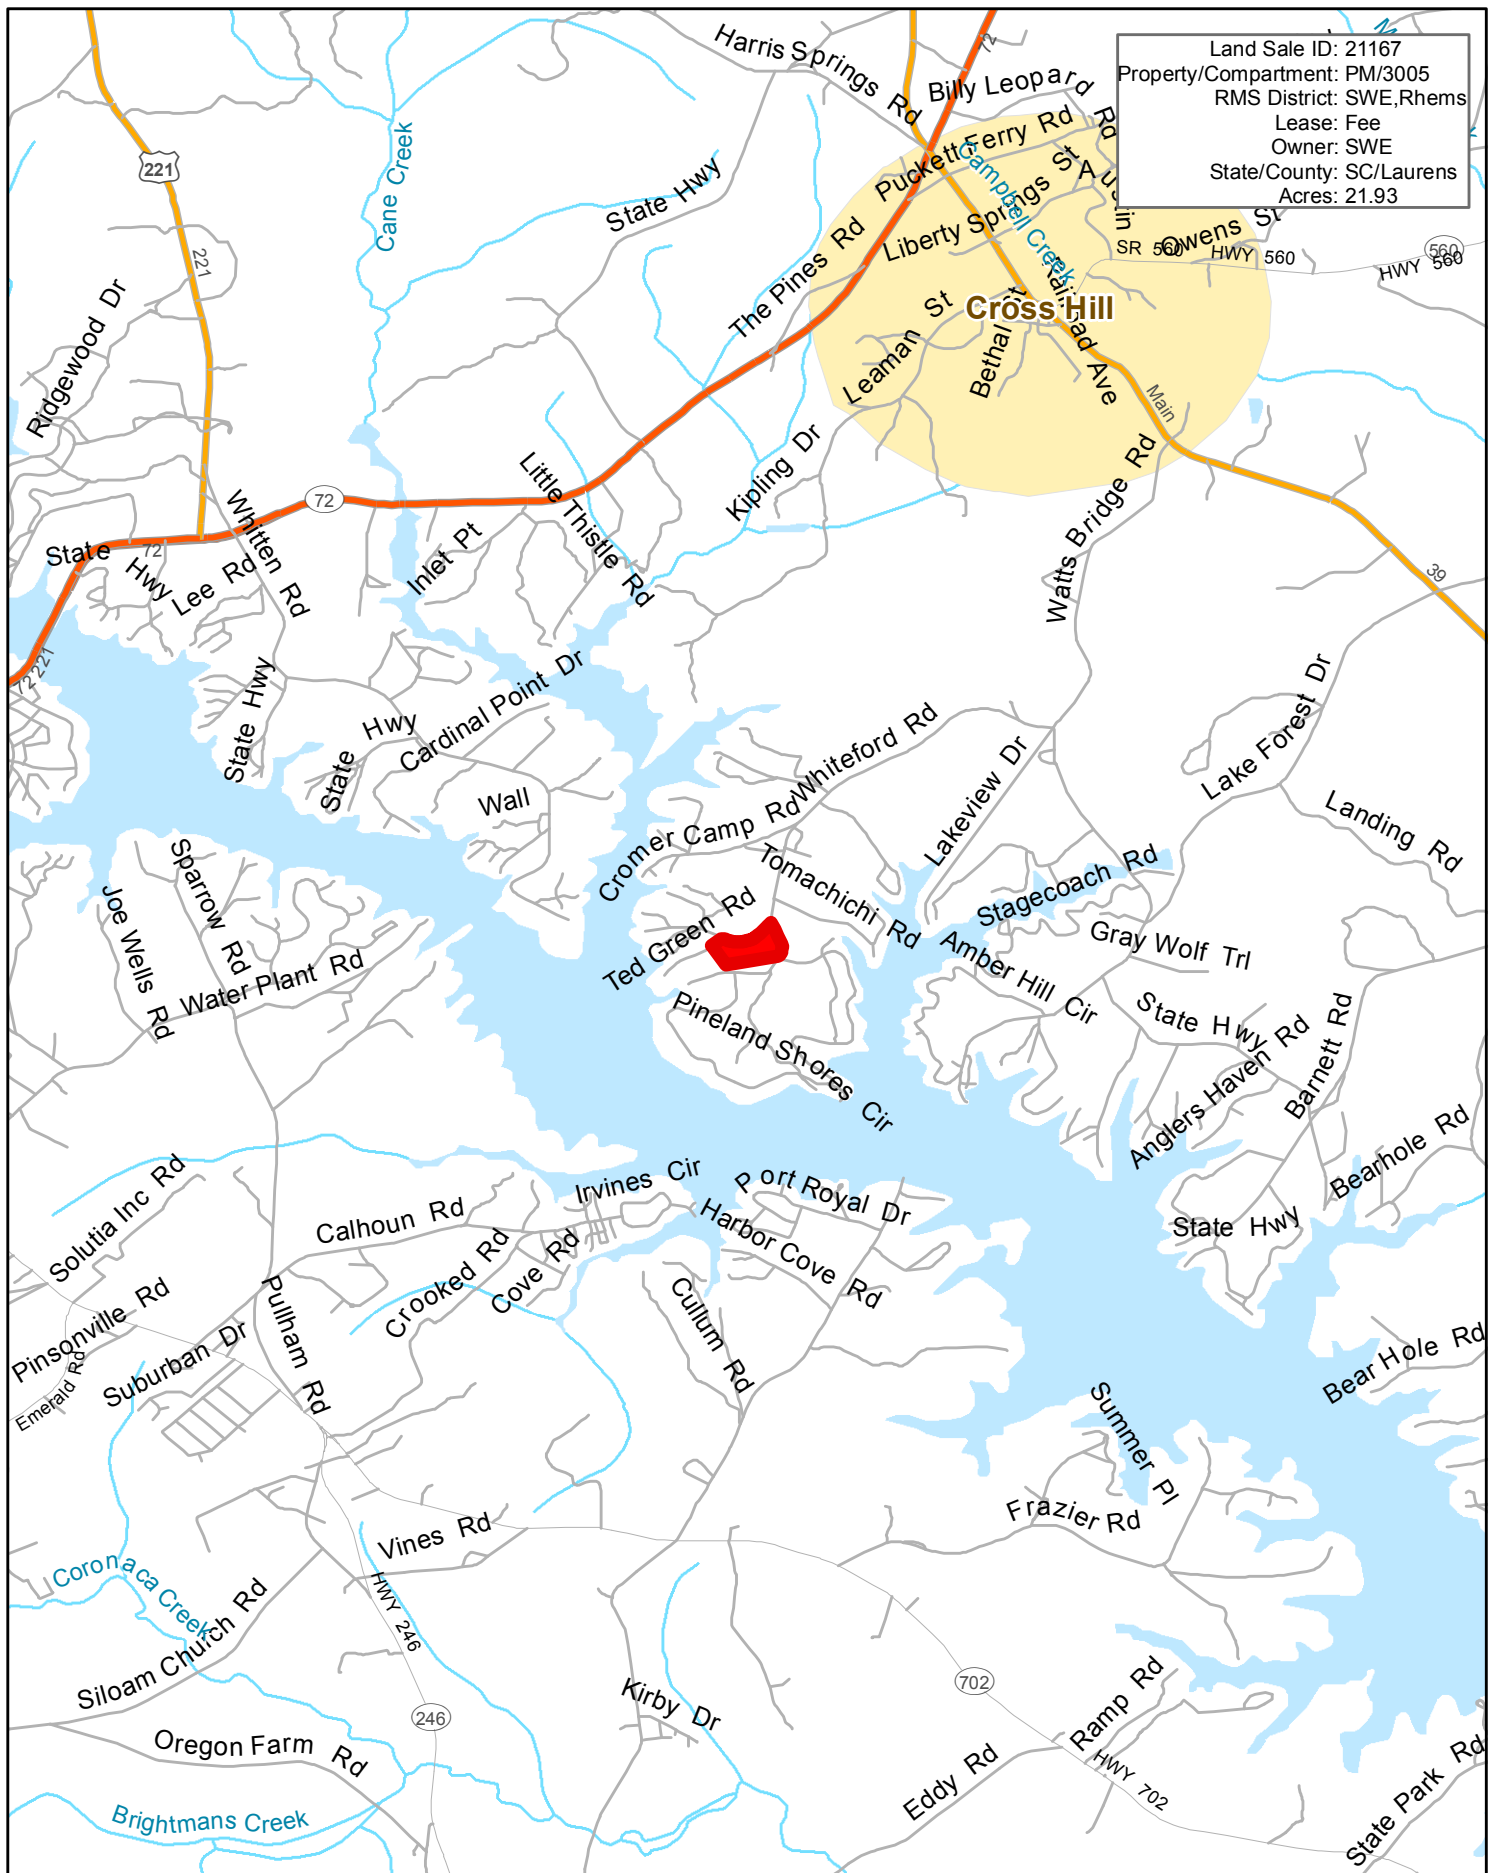 Land Sale ID: 21167
Property/Compartment: PM/3005
RMS District: SWE,Rhems
Lease: Fee
Owner: SWE
State/County: SC/Laurens
Acres: 21.93
Harris Springs Rd
72
Billy Leopard Rd
Puckett Ferry Rd
Campbell Creek
Liberty Springs St
Austin
Owens St
SR 560
HWY 560
560
HWY 560
221
221
Cane Creek
State Hwy
The Pines Rd
Cross Hill
Railroad Ave
Leaman St
Bethal St
Main
Ridgewood Dr
Kipling Dr
Watts Bridge Rd
39
72
Little Thistle Rd
Inlet Pt
Whitten Rd
State Hwy
72
Lee Rd
72 221
State Hwy
State Hwy
Cardinal Point Dr
Wall
Whiteford Rd
Cromer Camp Rd
Lakeview Dr
Lake Forest Dr
Landing Rd
Tomachichi Rd
Stagecoach Rd
Ted Green Rd
Gray Wolf Trl
Amber Hill Cir
Pineland Shores Cir
State Hwy
Anglers Haven Rd
Barnett Rd
Bearhole Rd
State Hwy
Sparrow Rd
Joe Wells Rd
Water Plant Rd
Irvines Cir
Port Royal Dr
Harbor Cove Rd
Calhoun Rd
Crooked Rd
Cove Rd
Cullum Rd
Solutia Inc Rd
Pinsonville Rd
Emerald Rd
Suburban Dr
Pullham Rd
Bear Hole Rd
Summer Pl
Frazier Rd
Vines Rd
Coronaca Creek
HWY 246
Siloam Church Rd
246
Oregon Farm Rd
Kirby Dr
702
Ramp Rd
Eddy Rd
HWY 702
State Park Rd
Brightmans Creek